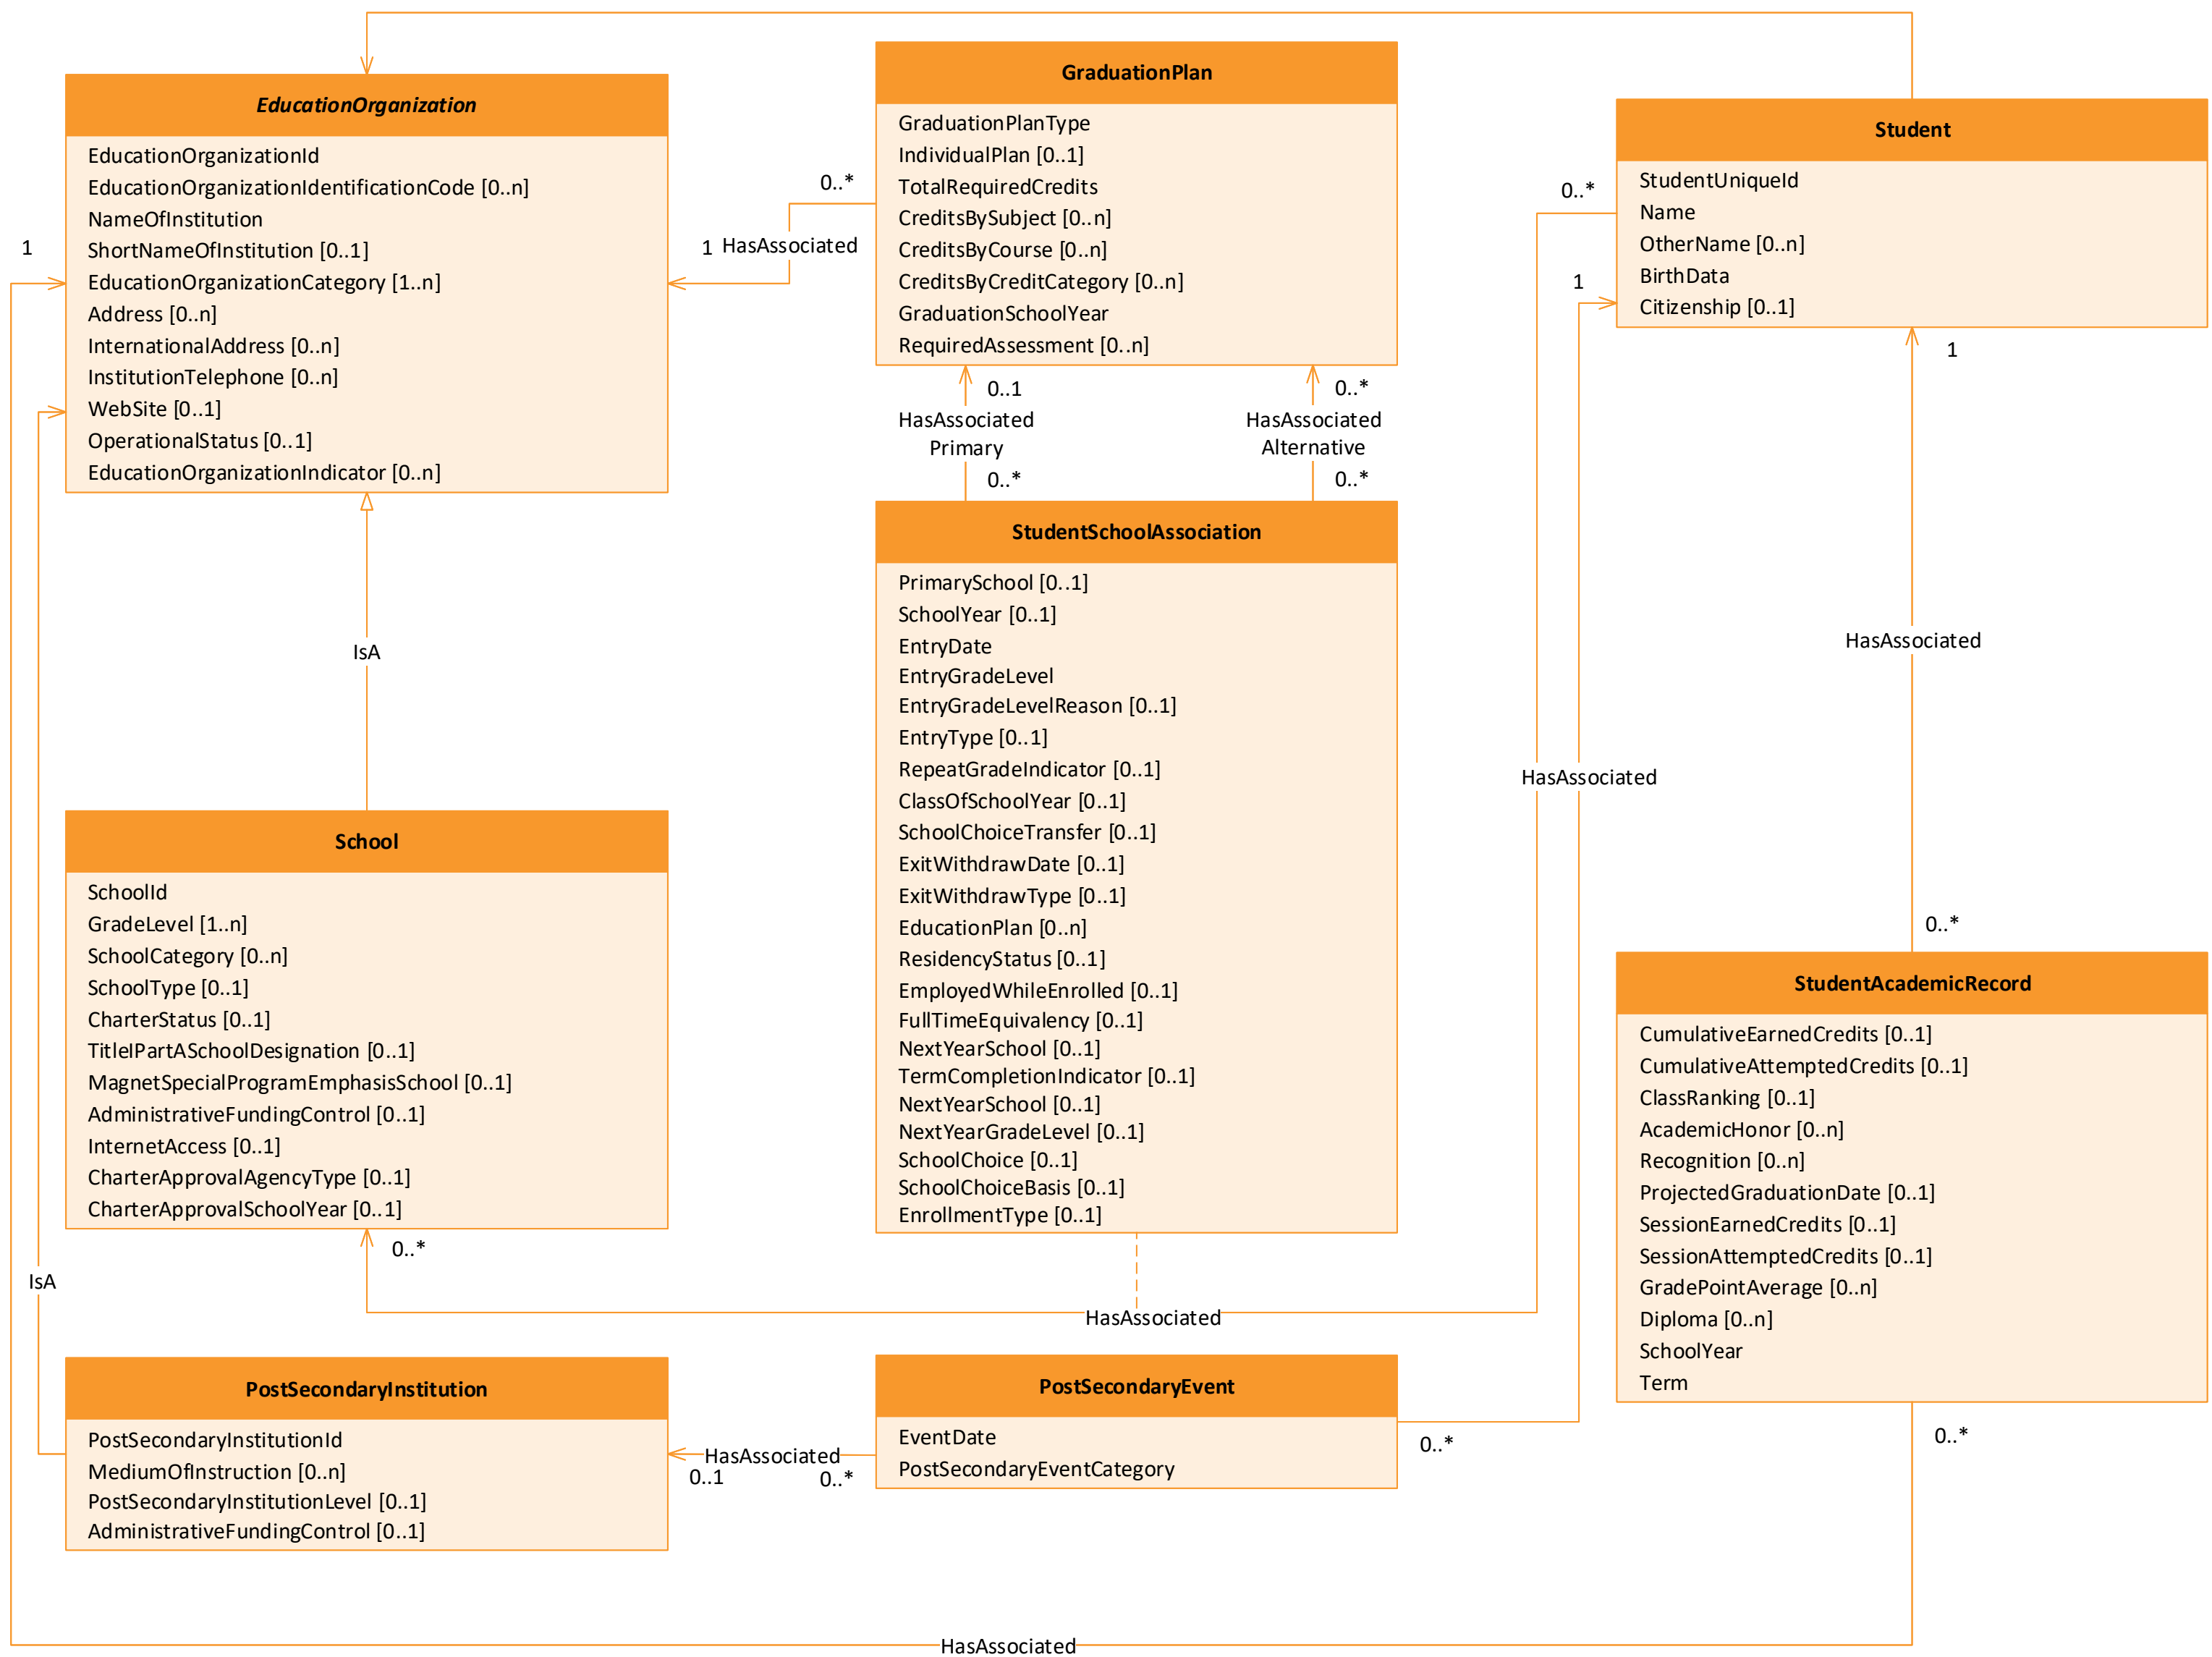 EducationOrganization
EducationOrganizationId
EducationOrganizationIdentificationCode [0..n]
NameOfInstitution
ShortNameOfInstitution [0..1]
EducationOrganizationCategory [1..n]
Address [0..n]
InternationalAddress [0..n]
InstitutionTelephone [0..n]
WebSite [0..1]
OperationalStatus [0..1]
EducationOrganizationIndicator [0..n]
1
1
HasAssociated
0..*
GraduationPlan
GraduationPlanType
IndividualPlan [0..1]
TotalRequiredCredits
CreditsBySubject [0..n]
CreditsByCourse [0..n]
CreditsByCreditCategory [0..n]
GraduationSchoolYear
RequiredAssessment [0..n]
Student
StudentUniqueId
Name
OtherName [0..n]
BirthData
Citizenship [0..1]
0..*
1
1
0..1
HasAssociated
Primary
0..*
0..*
HasAssociated
Alternative
0..*
StudentSchoolAssociation
PrimarySchool [0..1]
SchoolYear [0..1]
EntryDate
EntryGradeLevel
EntryGradeLevelReason [0..1]
EntryType [0..1]
RepeatGradeIndicator [0..1]
ClassOfSchoolYear [0..1]
SchoolChoiceTransfer [0..1]
ExitWithdrawDate [0..1]
ExitWithdrawType [0..1]
EducationPlan [0..n]
ResidencyStatus [0..1]
EmployedWhileEnrolled [0..1]
FullTimeEquivalency [0..1]
NextYearSchool [0..1]
TermCompletionIndicator [0..1]
NextYearSchool [0..1]
NextYearGradeLevel [0..1]
SchoolChoice [0..1]
SchoolChoiceBasis [0..1]
EnrollmentType [0..1]
IsA
HasAssociated
HasAssociated
School
SchoolId
GradeLevel [1..n]
SchoolCategory [0..n]
SchoolType [0..1]
CharterStatus [0..1]
TitleIPartASchoolDesignation [0..1]
MagnetSpecialProgramEmphasisSchool [0..1]
AdministrativeFundingControl [0..1]
InternetAccess [0..1]
CharterApprovalAgencyType [0..1]
CharterApprovalSchoolYear [0..1]
0..*
0..*
StudentAcademicRecord
CumulativeEarnedCredits [0..1]
CumulativeAttemptedCredits [0..1]
ClassRanking [0..1]
AcademicHonor [0..n]
Recognition [0..n]
ProjectedGraduationDate [0..1]
SessionEarnedCredits [0..1]
SessionAttemptedCredits [0..1]
GradePointAverage [0..n]
Diploma [0..n]
SchoolYear
Term
0..*
IsA
HasAssociated
PostSecondaryInstitution
PostSecondaryInstitutionId
MediumOfInstruction [0..n]
PostSecondaryInstitutionLevel [0..1]
AdministrativeFundingControl [0..1]
HasAssociated
0..1
0..*
PostSecondaryEvent
EventDate
PostSecondaryEventCategory
0..*
HasAssociated